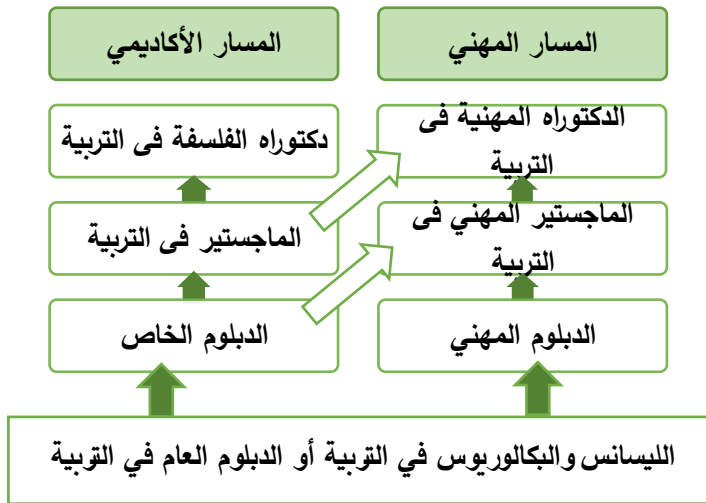 المسار المهني
المسار الأكاديمي
الدكتوراه المهنية فى
التربية
دكتوراه الفلسفة فى التربية
الماجستير المهني فى
التربية
الماجستير فى التربية
الدبلوم المهني
الدبلوم الخاص
الليسانس والبكالوريوس في التربية أو الدبلوم العام في التربية